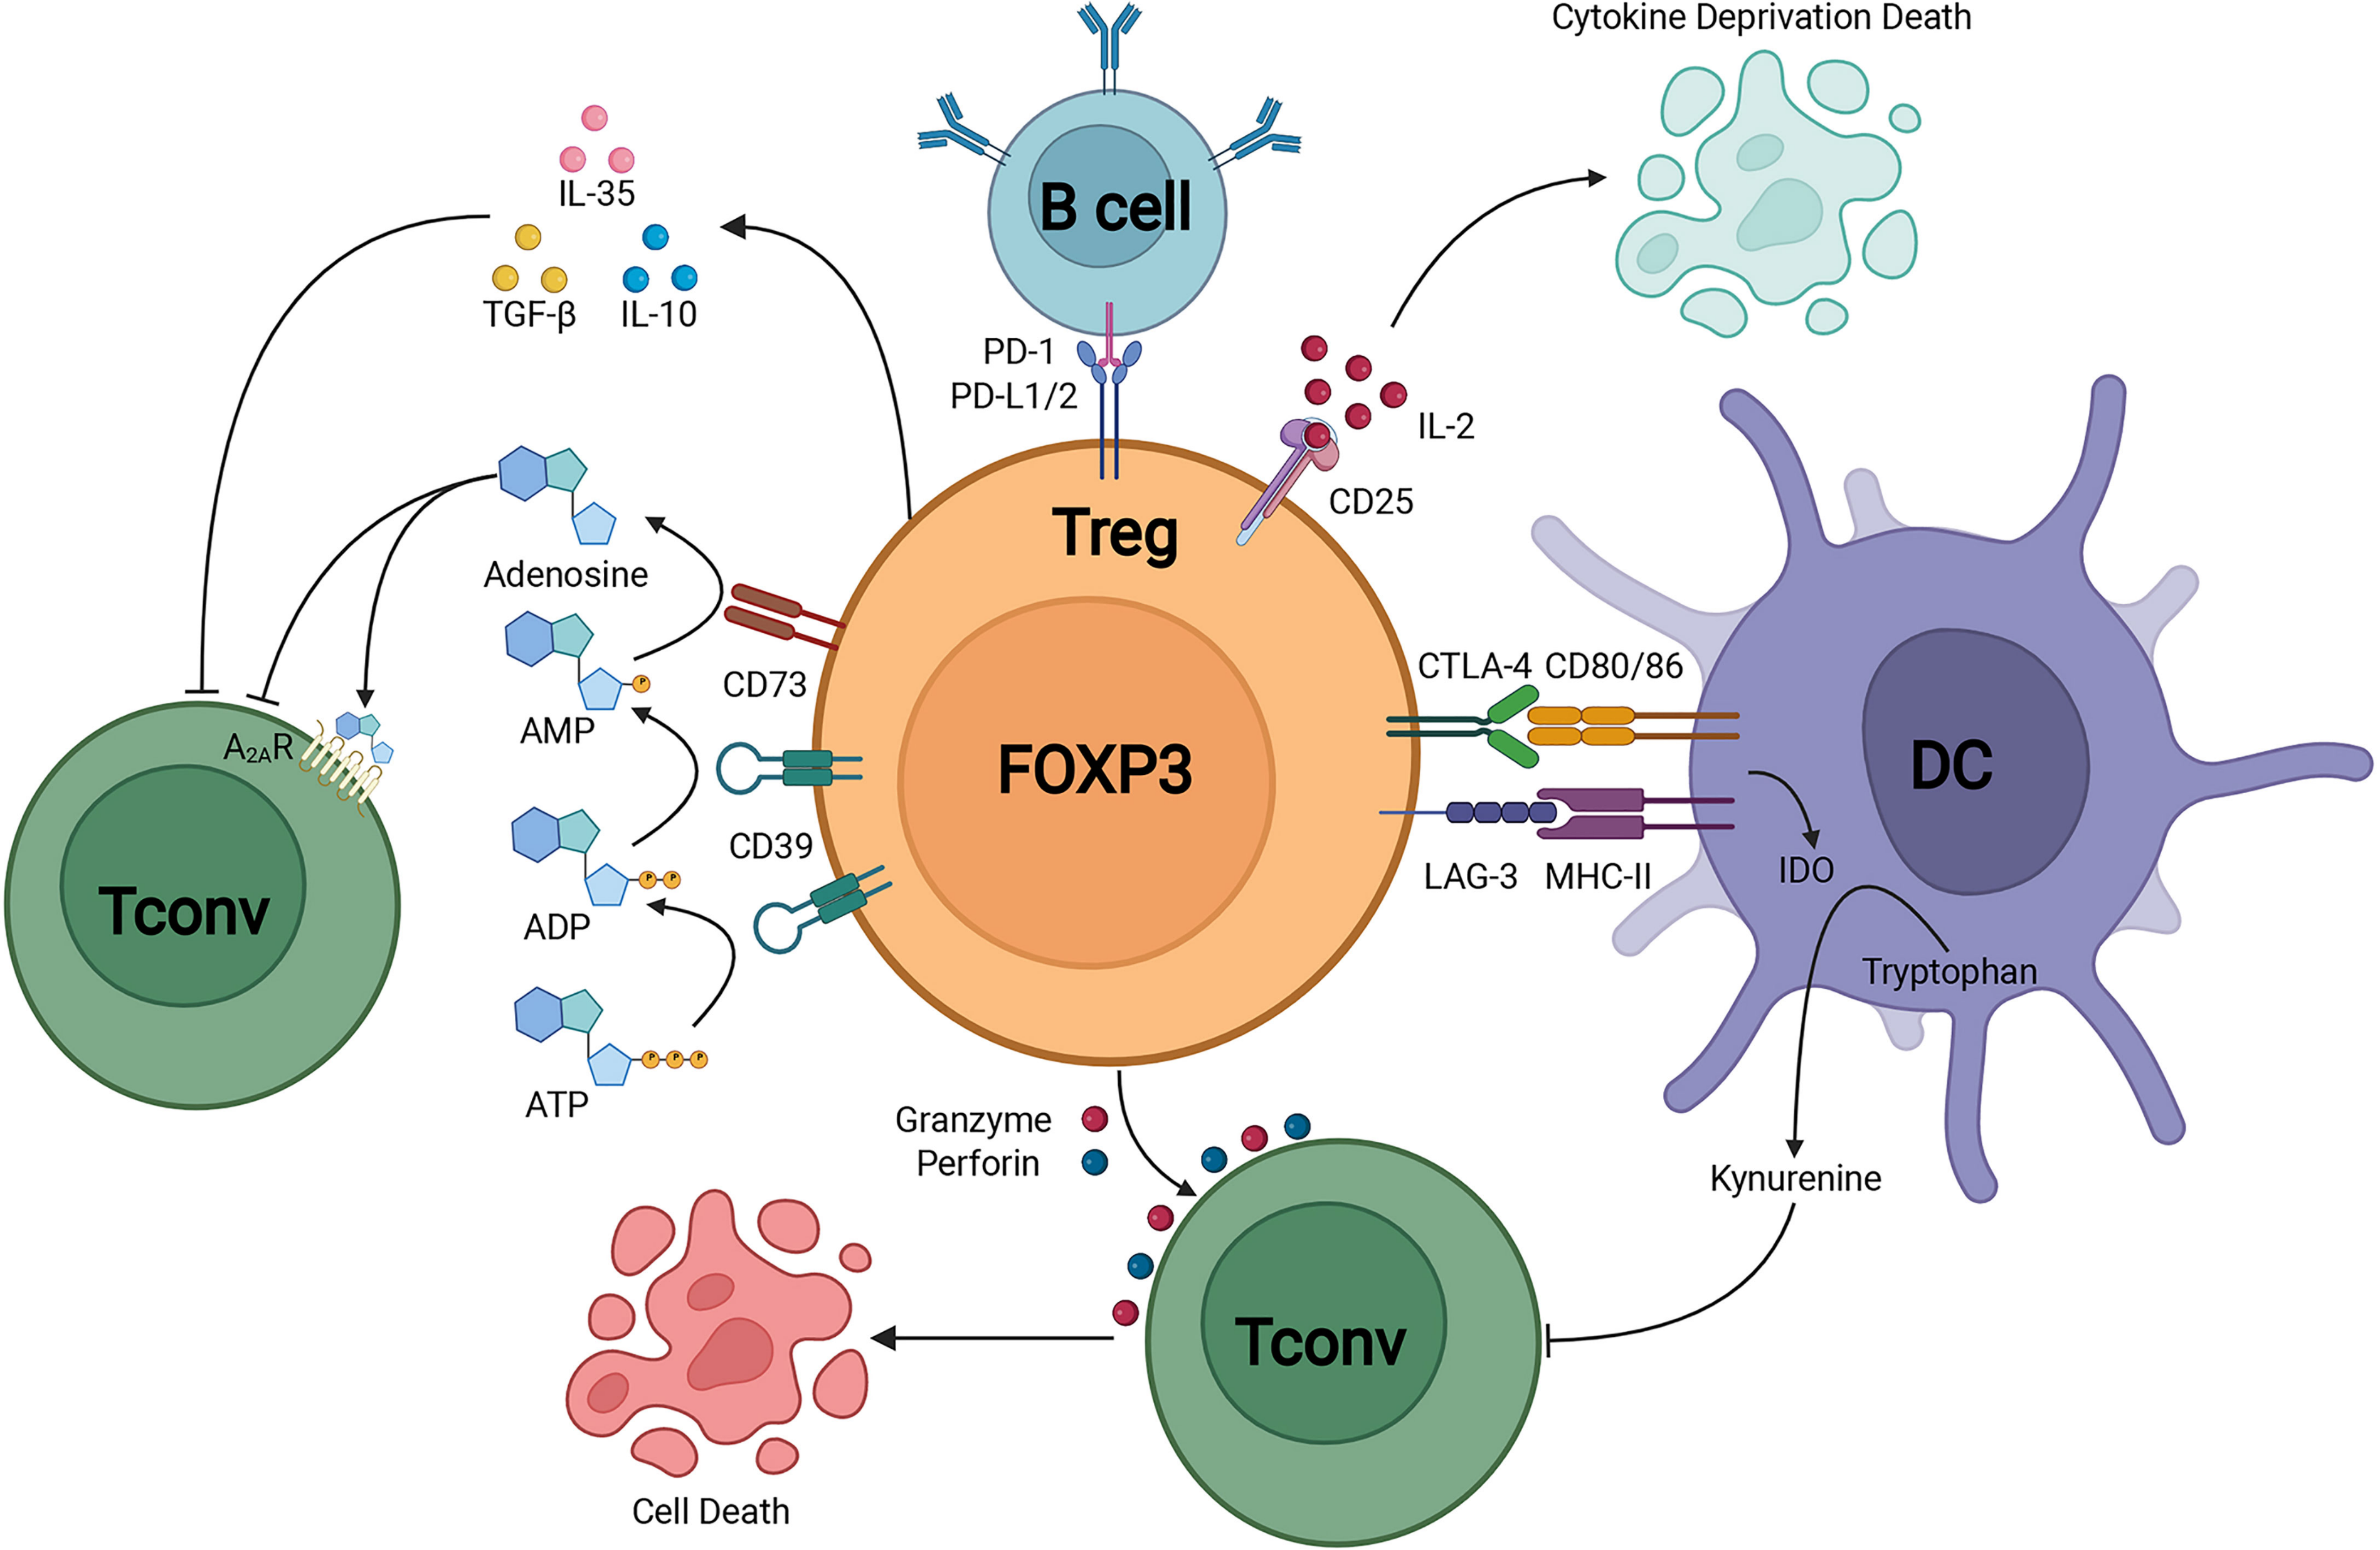 Cytokine Deprivation Death
B cell
IL-35
TGF-β
IL-10
PD-1
PD-L1/2
IL-2
CD25
Treg
Adenosine
CD73
AMP
P
A2AR
CTLA-4 CD80/86
FOXP3
DC
CD39
LAG-3 MHC-II
IDO
P P
Tconv
ADP
Tryptophan
P P P
ATP
Granzyme
Perforin
Kynurenine
Tconv
Cell Death